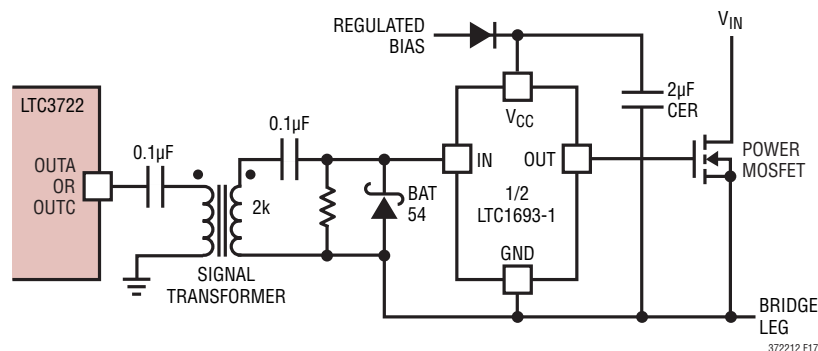 REGULATED
BIAS
V_IN
LTC3722
OUTA
OR
OUTC
0.1µF
0.1µF
2k
SIGNAL
TRANSFORMER
BAT
54
V_CC
IN
OUT
1/2
LTC1693-1
GND
2µF
CER
POWER
MOSFET
BRIDGE
LEG
372212 F17